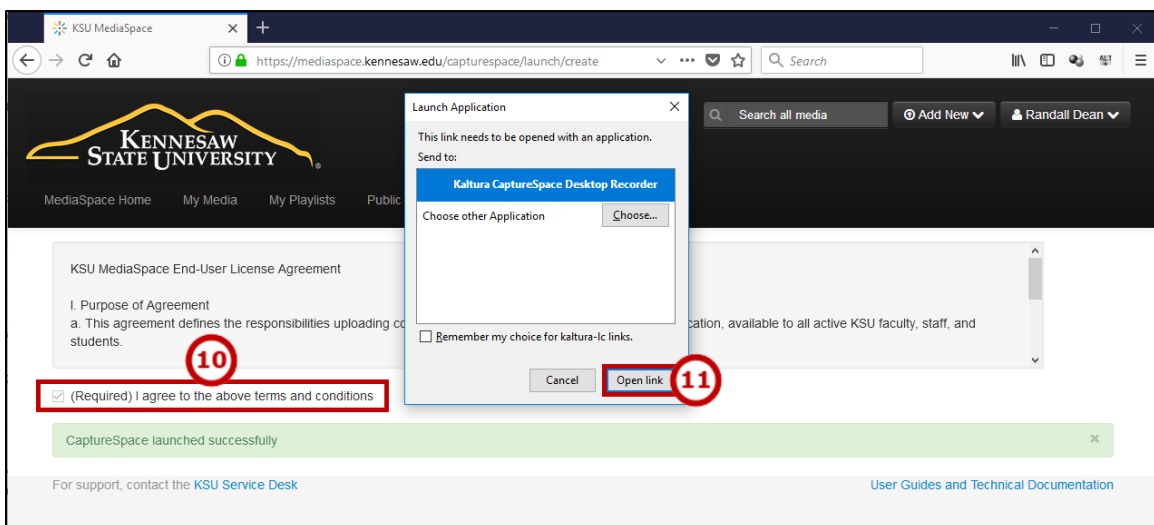 KSU MediaSpace
https://mediaspace.kennesaw.edu/capturespace/launch/create
Search
KENNESAW
STATE UNIVERSITY
Search all media
Add New
Randall Dean
MediaSpace Home
My Media
My Playlists
Public
Launch Application
This link needs to be opened with an application.
Send to:
Kaltura CaptureSpace Desktop Recorder
Choose other Application
Choose...
Remember my choice for kaltura-lc links.
Cancel
Open link
11
KSU MediaSpace End-User License Agreement
I. Purpose of Agreement
a. This agreement defines the responsibilities uploading co
cation, available to all active KSU faculty, staff, and
students.
10
(Required) I agree to the above terms and conditions
CaptureSpace launched successfully
For support, contact the KSU Service Desk
User Guides and Technical Documentation